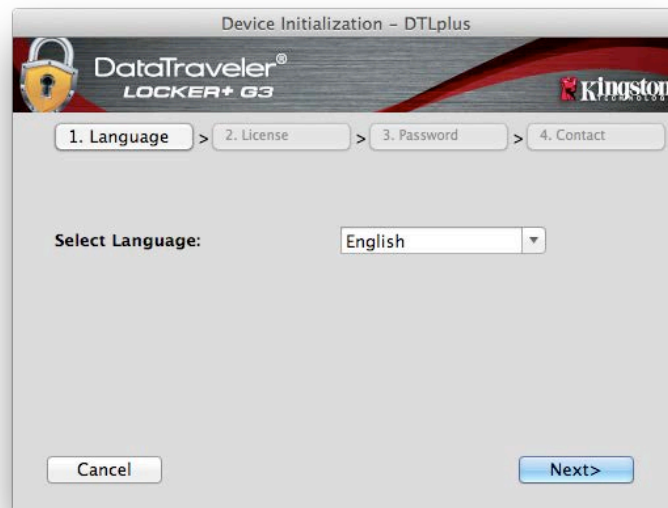 Device Initialization – DTLplus
DataTraveler®
LOCKER+ G3
Kingston
TECHNOLOGY
1. Language > 2. License > 3. Password > 4. Contact
Select Language: English
Cancel Next>